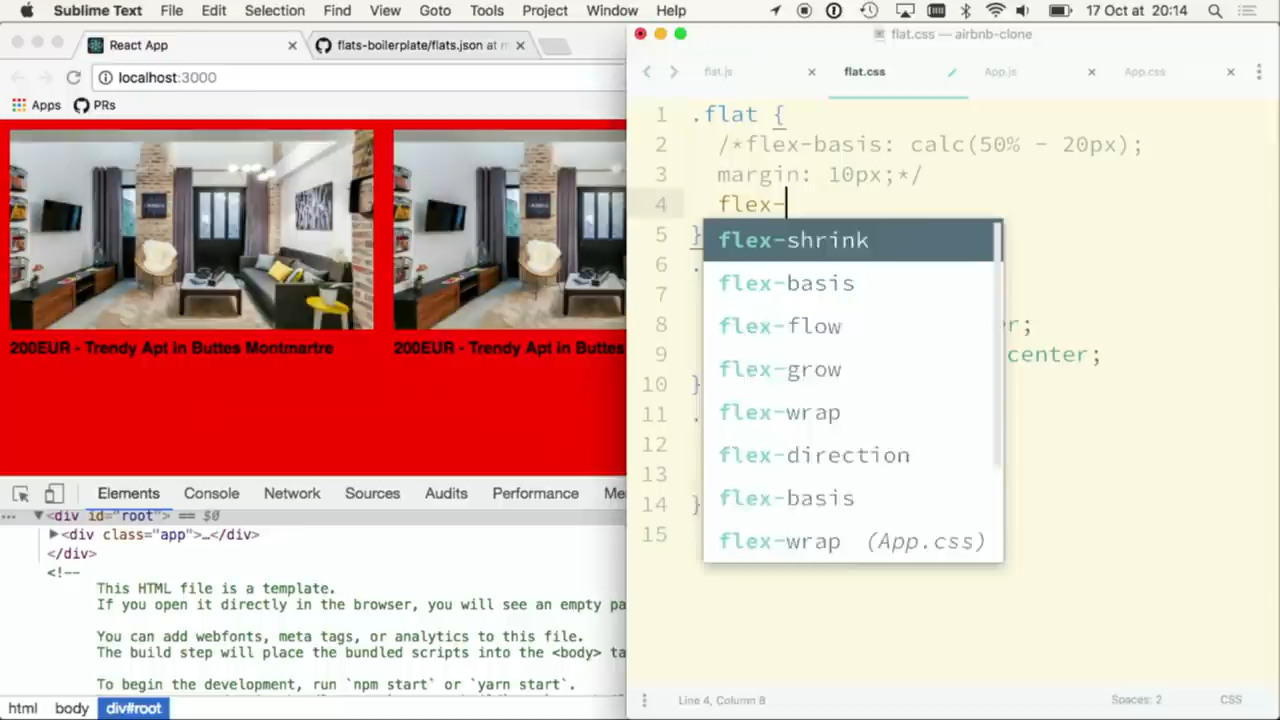 Sublime Text File Edit Selection Find View Goto Tools Project Window Help 17 Oct at 20:14
React App
flats-boilerplate/flats.json at
localhost:3000
Apps PRs
200EUR - Trendy Apt in Buttes Montmartre
200EUR - Trendy Apt in Buttes
Elements Console Network Sources Audits Performance Me
<div id="root"> == $0
<div class="app">…</div>
</div>
<!--
This HTML file is a template.
If you open it directly in the browser, you will see an empty pa
You can add webfonts, meta tags, or analytics to this file.
The build step will place the bundled scripts into the <body> ta
To begin the development, run `npm start` or `yarn start`.
html body div#root
flat.css — airbnb-clone
flat.js flat.css App.js App.css
1 .flat {
2 /*flex-basis: calc(50% - 20px);
3 margin: 10px;*/
4 flex-
5 }
6 .
7
8 r;
9 center;
10 }
11 .
12
13
14 }
15
flex-shrink
flex-basis
flex-flow
flex-grow
flex-wrap
flex-direction
flex-basis
flex-wrap (App.css)
Line 4, Column 8 Spaces: 2 CSS